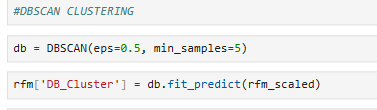 #DBSCAN CLUSTERING
db = DBSCAN(eps=0.5, min_samples=5)
rfm['DB_Cluster'] = db.fit_predict(rfm_scaled)